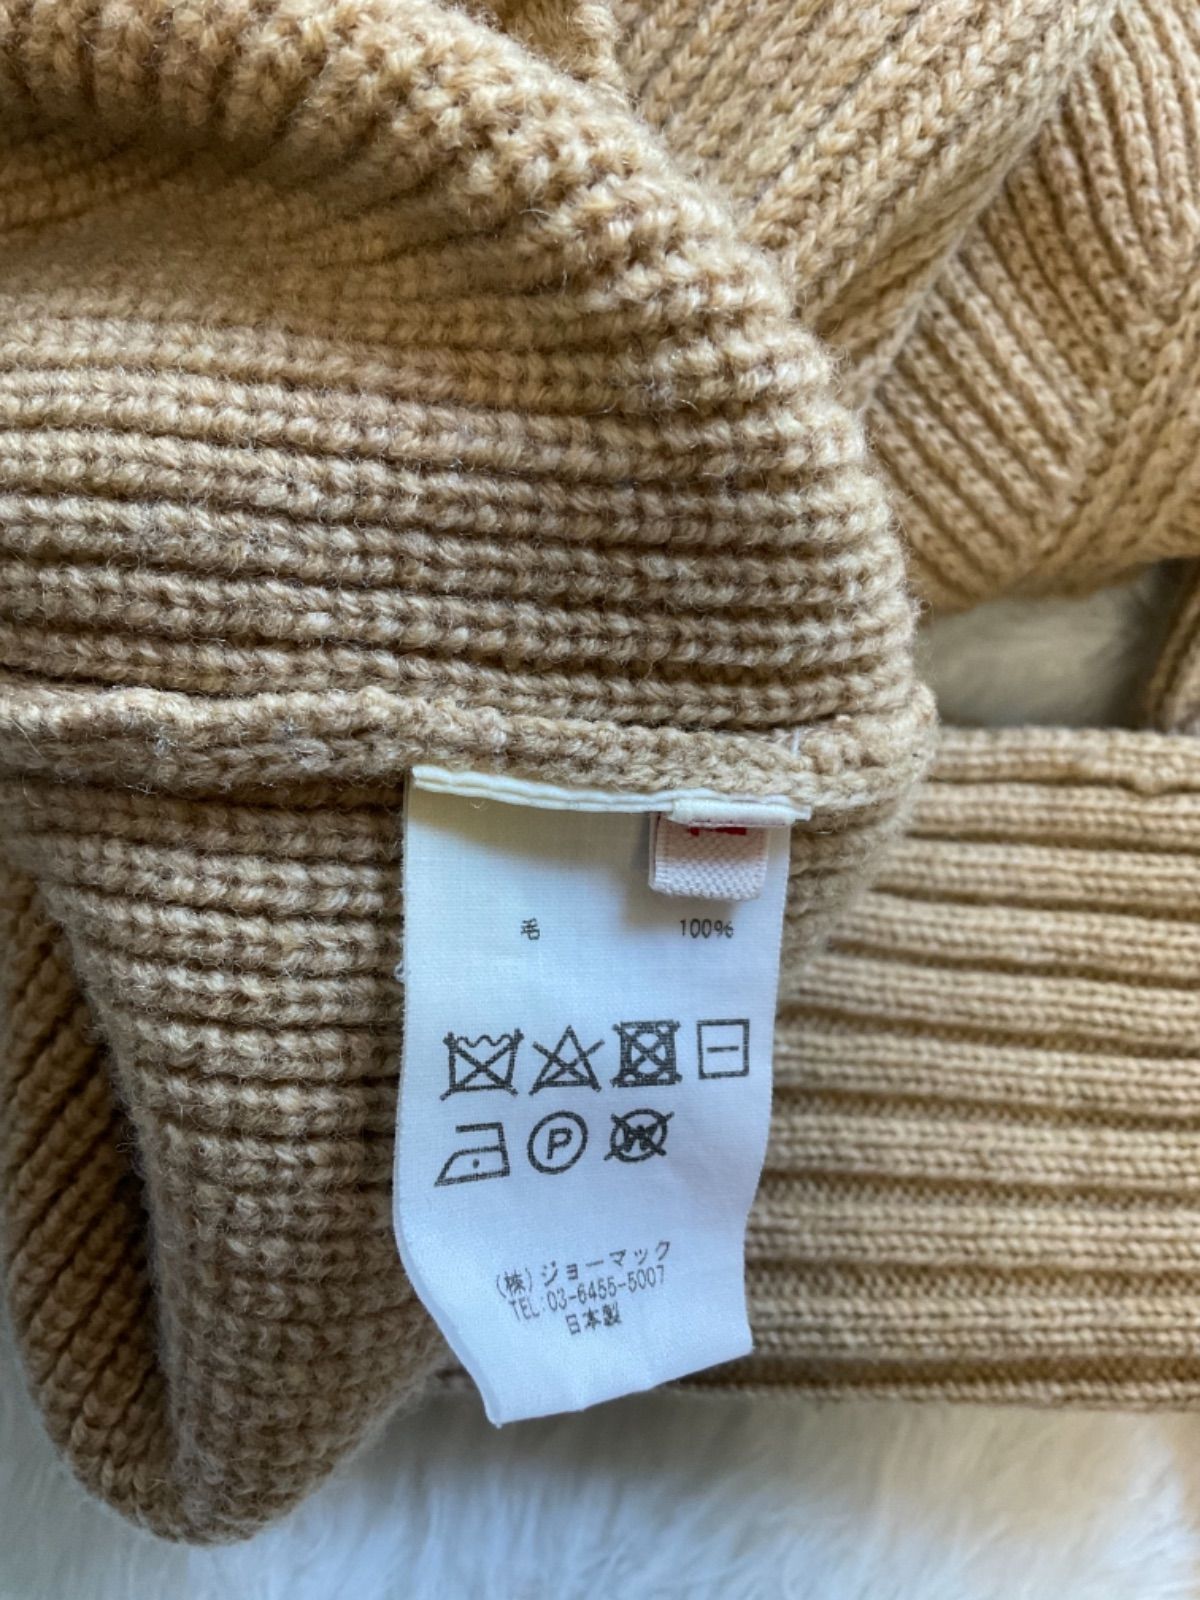 毛 100%
P
W
(株)ジョーマック
TEL:03-6455-5007
日本製